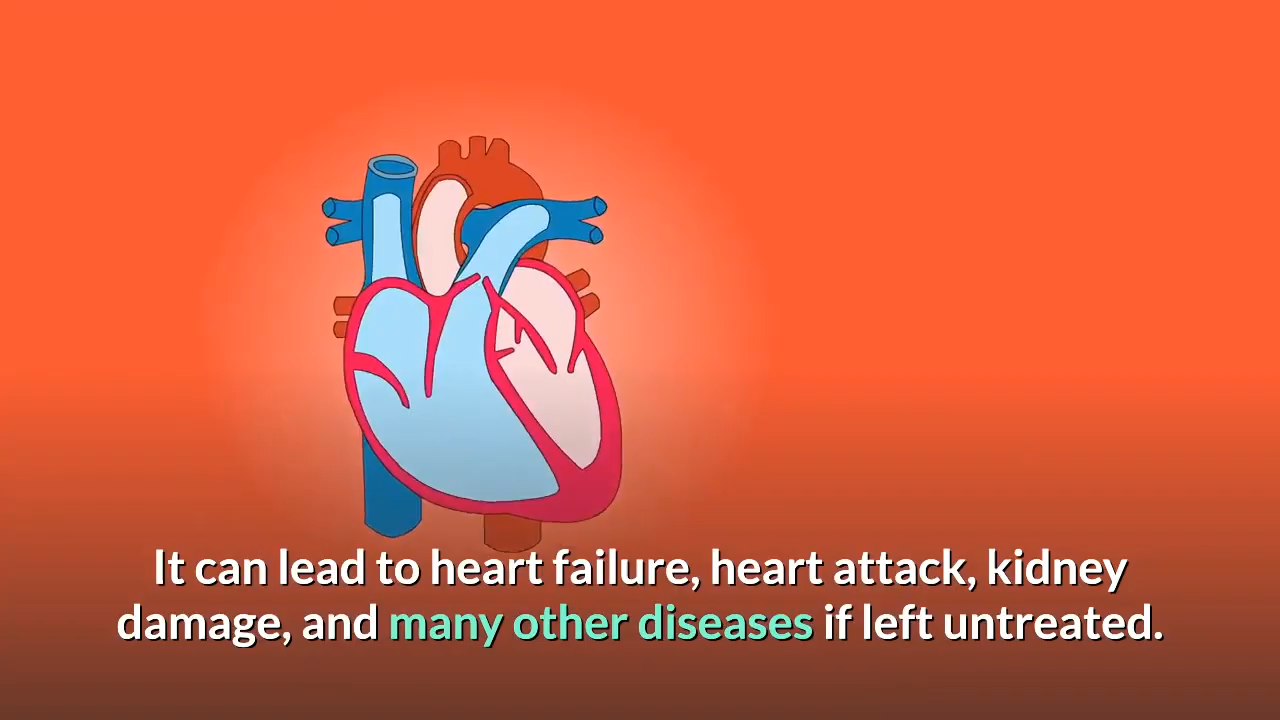 It can lead to heart failure, heart attack, kidney
damage, and many other diseases if left untreated.